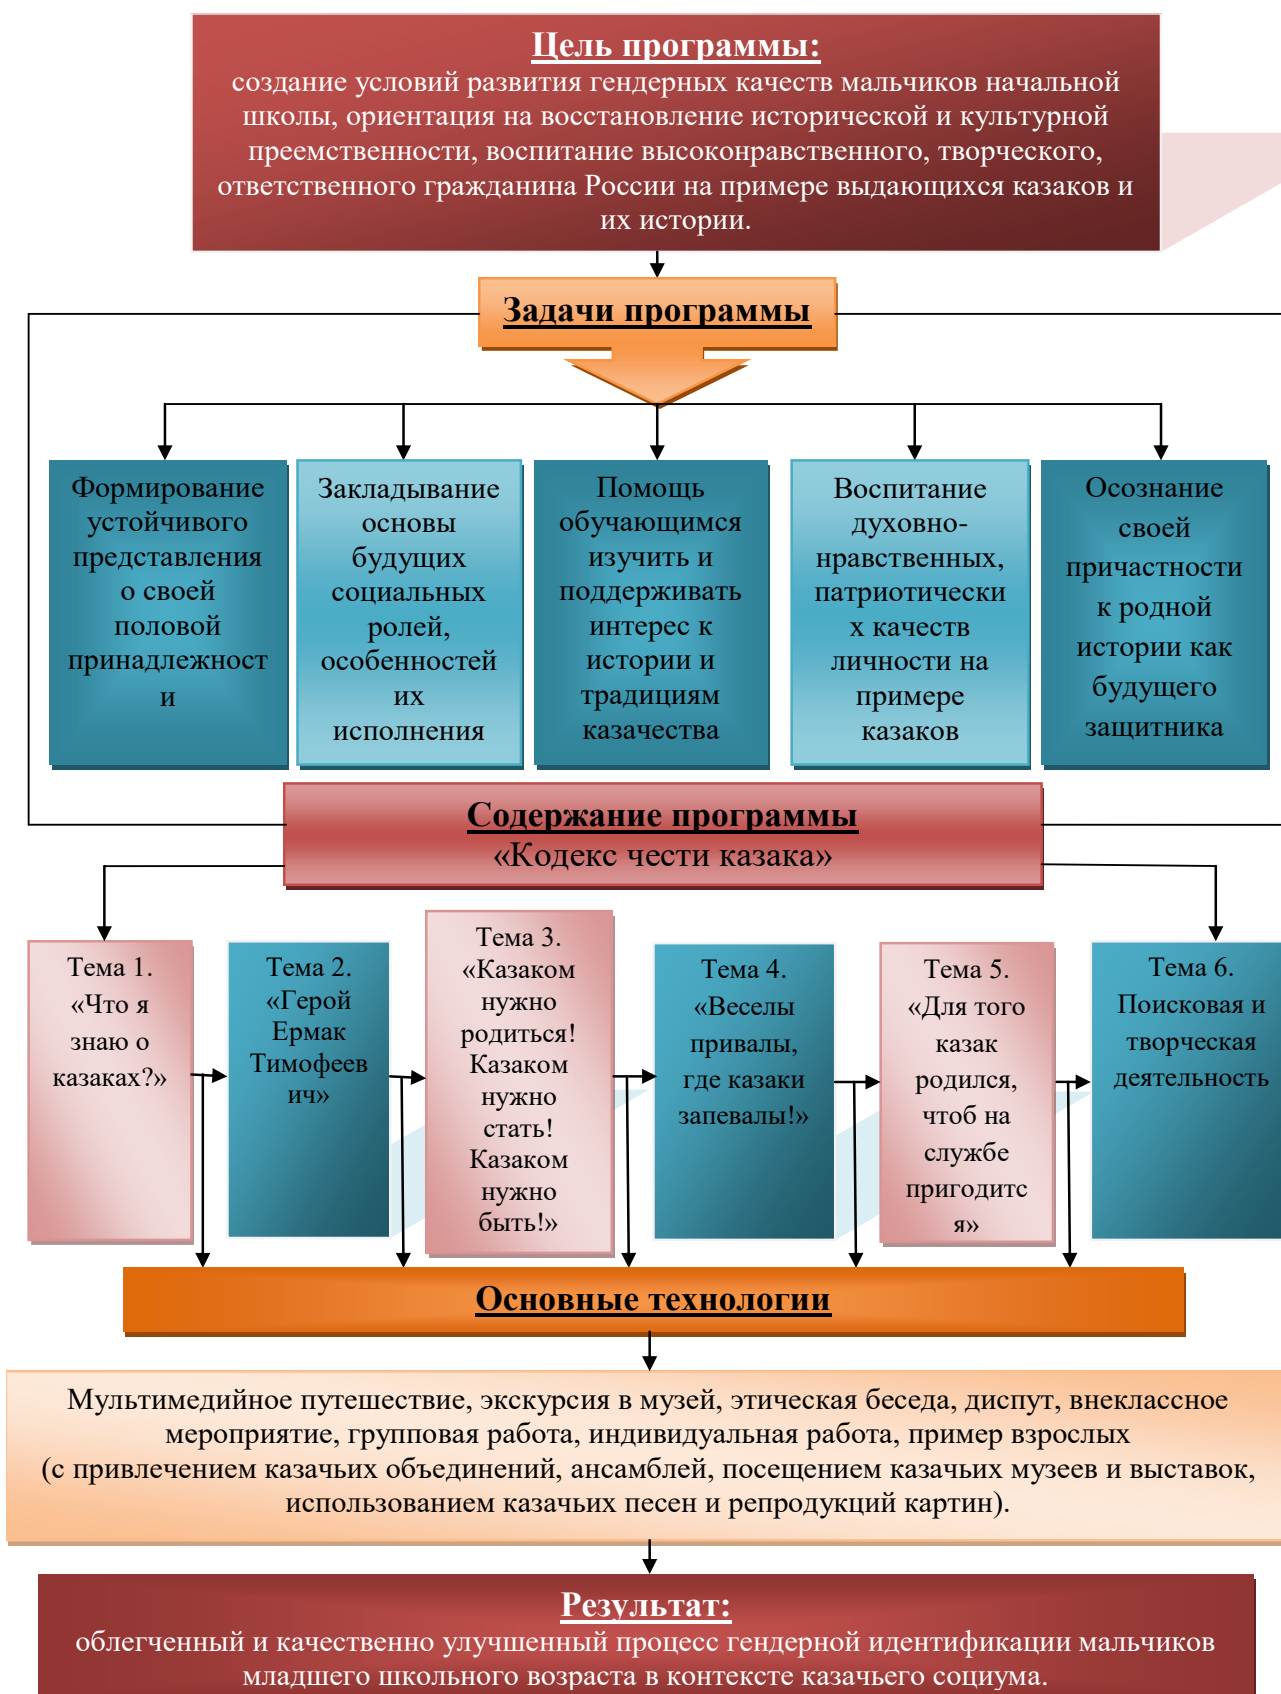 Цель программы:
создание условий развития гендерных качеств мальчиков начальной
школы, ориентация на восстановление исторической и культурной
преемственности, воспитание высоконравственного, творческого,
ответственного гражданина России на примере выдающихся казаков и
их истории.
Задачи программы
Формирование
устойчивого
представления
о своей
половой
принадлежност
и
Закладывание
основы
будущих
социальных
ролей,
особенностей
их
исполнения
Помощь
обучающимся
изучить и
поддерживать
интерес к
истории и
традициям
казачества
Воспитание
духовно-
нравственных,
патриотически
х качеств
личности на
примере
казаков
Осознание
своей
причастности
к родной
истории как
будущего
защитника
Содержание программы
«Кодекс чести казака»
Тема 1.
«Что я
знаю о
казаках?»
Тема 2.
«Герой
Ермак
Тимофеев
ич»
Тема 3.
«Казаком
нужно
родиться!
Казаком
нужно
стать!
Казаком
нужно
быть!»
Тема 4.
«Веселы
привалы,
где казаки
запевалы!»
Тема 5.
«Для того
казак
родился,
чтоб на
службе
пригодитс
я»
Тема 6.
Поисковая и
творческая
деятельность
Основные технологии
Мультимедийное путешествие, экскурсия в музей, этическая беседа, диспут, внеклассное
мероприятие, групповая работа, индивидуальная работа, пример взрослых
(с привлечением казачьих объединений, ансамблей, посещением казачьих музеев и выставок,
использованием казачьих песен и репродукций картин).
Результат:
облегченный и качественно улучшенный процесс гендерной идентификации мальчиков
младшего школьного возраста в контексте казачьего социума.